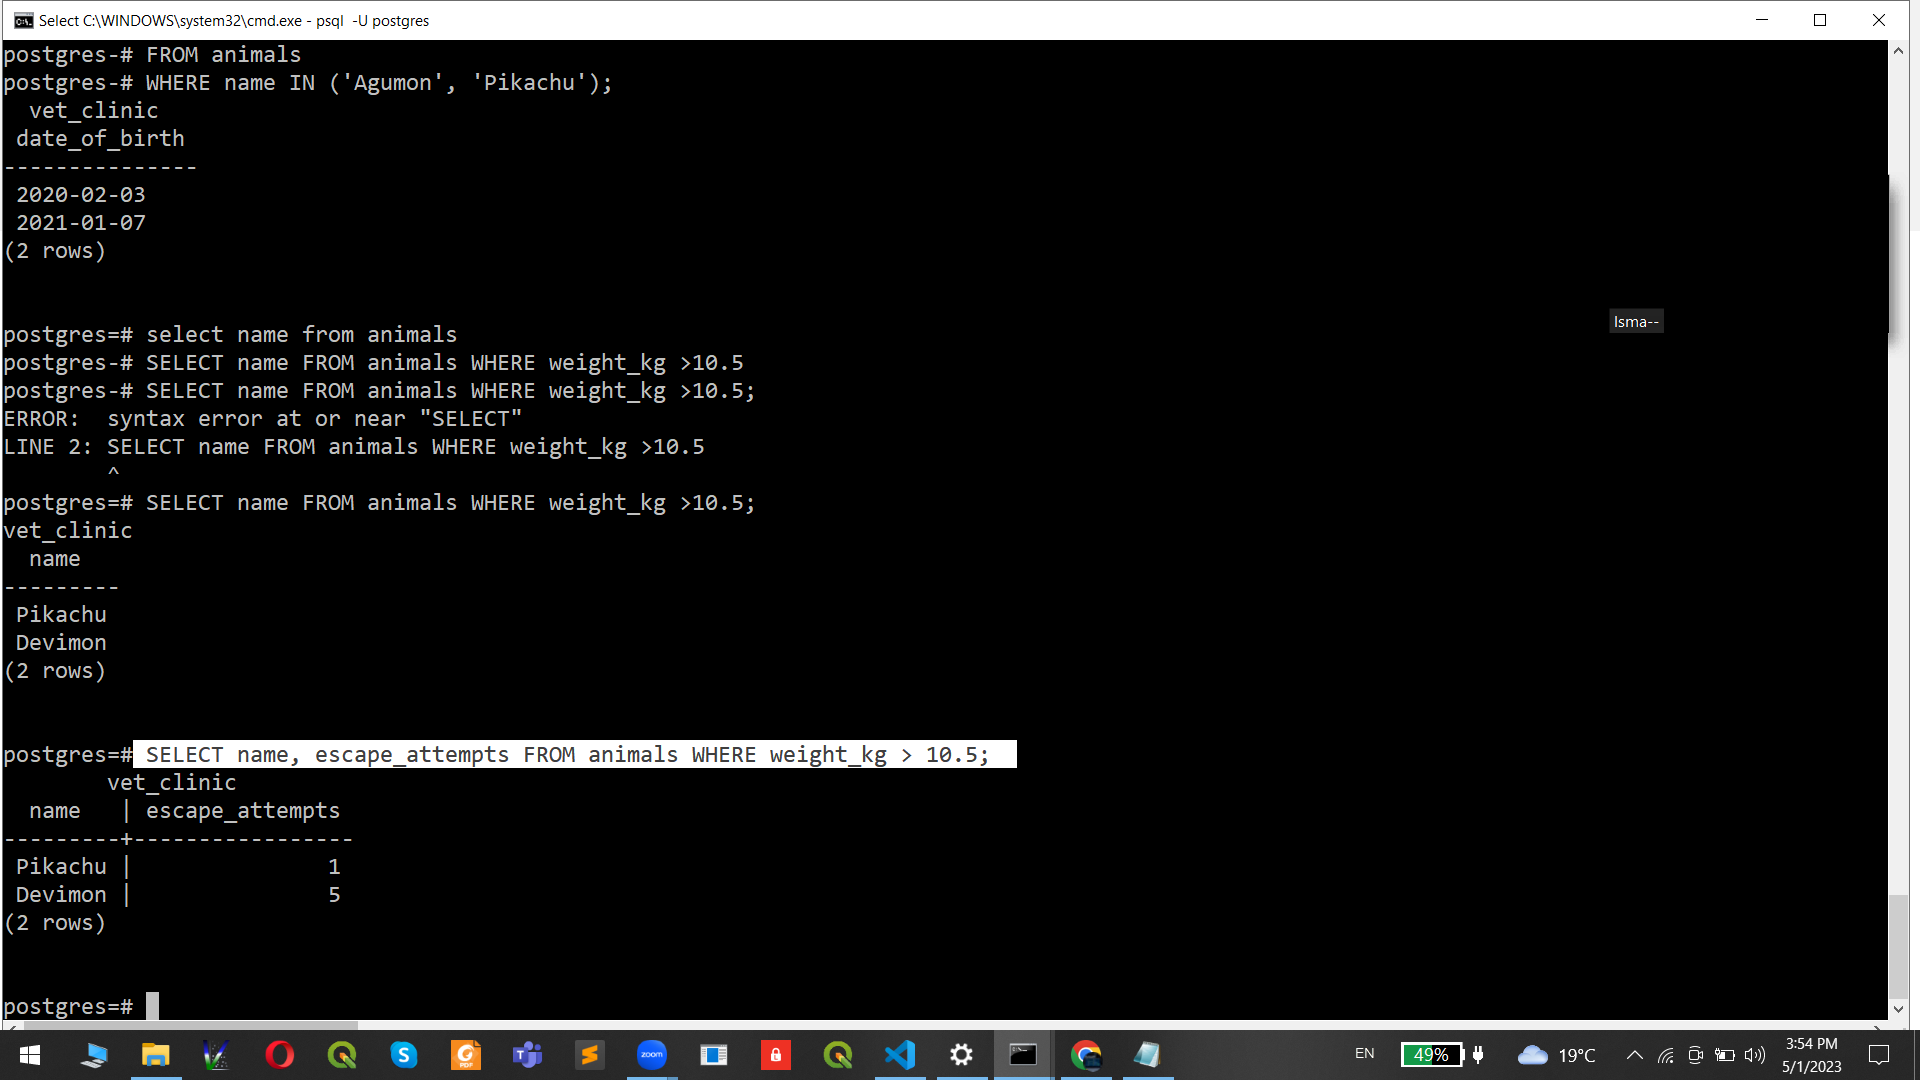 Select C:\WINDOWS\system32\cmd.exe - psql  -U postgres
postgres-# FROM animals
postgres-# WHERE name IN ('Agumon', 'Pikachu');
  vet_clinic
 date_of_birth
---------------
 2020-02-03
 2021-01-07
(2 rows)
postgres=# select name from animals
Isma--
postgres-# SELECT name FROM animals WHERE weight_kg >10.5
postgres-# SELECT name FROM animals WHERE weight_kg >10.5;
ERROR:  syntax error at or near "SELECT"
LINE 2: SELECT name FROM animals WHERE weight_kg >10.5
        ^
postgres=# SELECT name FROM animals WHERE weight_kg >10.5;
vet_clinic
  name
---------
 Pikachu
 Devimon
(2 rows)
postgres=# SELECT name, escape_attempts FROM animals WHERE weight_kg > 10.5;
        vet_clinic
  name   | escape_attempts
---------+-----------------
 Pikachu |               1
 Devimon |               5
(2 rows)
postgres=#
zoom
EN
49%
19°C
3:54 PM
5/1/2023